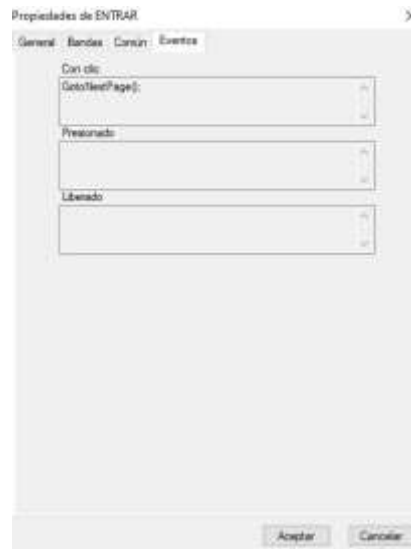 Propiedades de ENTRAR
General Bandas Común Eventos
Con clic
GotoNextPage();
Presionado
Liberado
Aceptar Cancelar